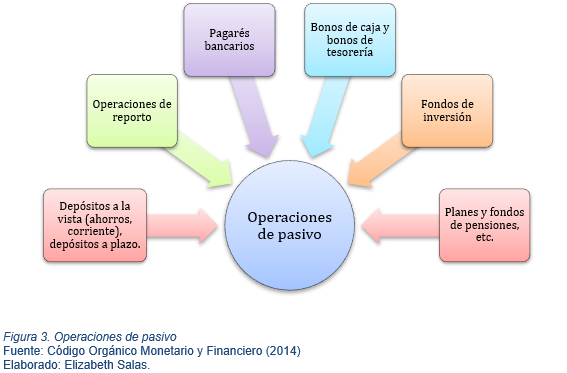 Pagarés
bancarios
Bonos de caja y
bonos de
tesorería
Operaciones de
reporto
Fondos de
inversión
Depósitos a la
vista (ahorros,
corriente),
depósitos a plazo.
Operaciones
de pasivo
Planes y fondos
de pensiones,
etc.
Figura 3. Operaciones de pasivo
Fuente: Código Orgánico Monetario y Financiero (2014)
Elaborado: Elizabeth Salas.